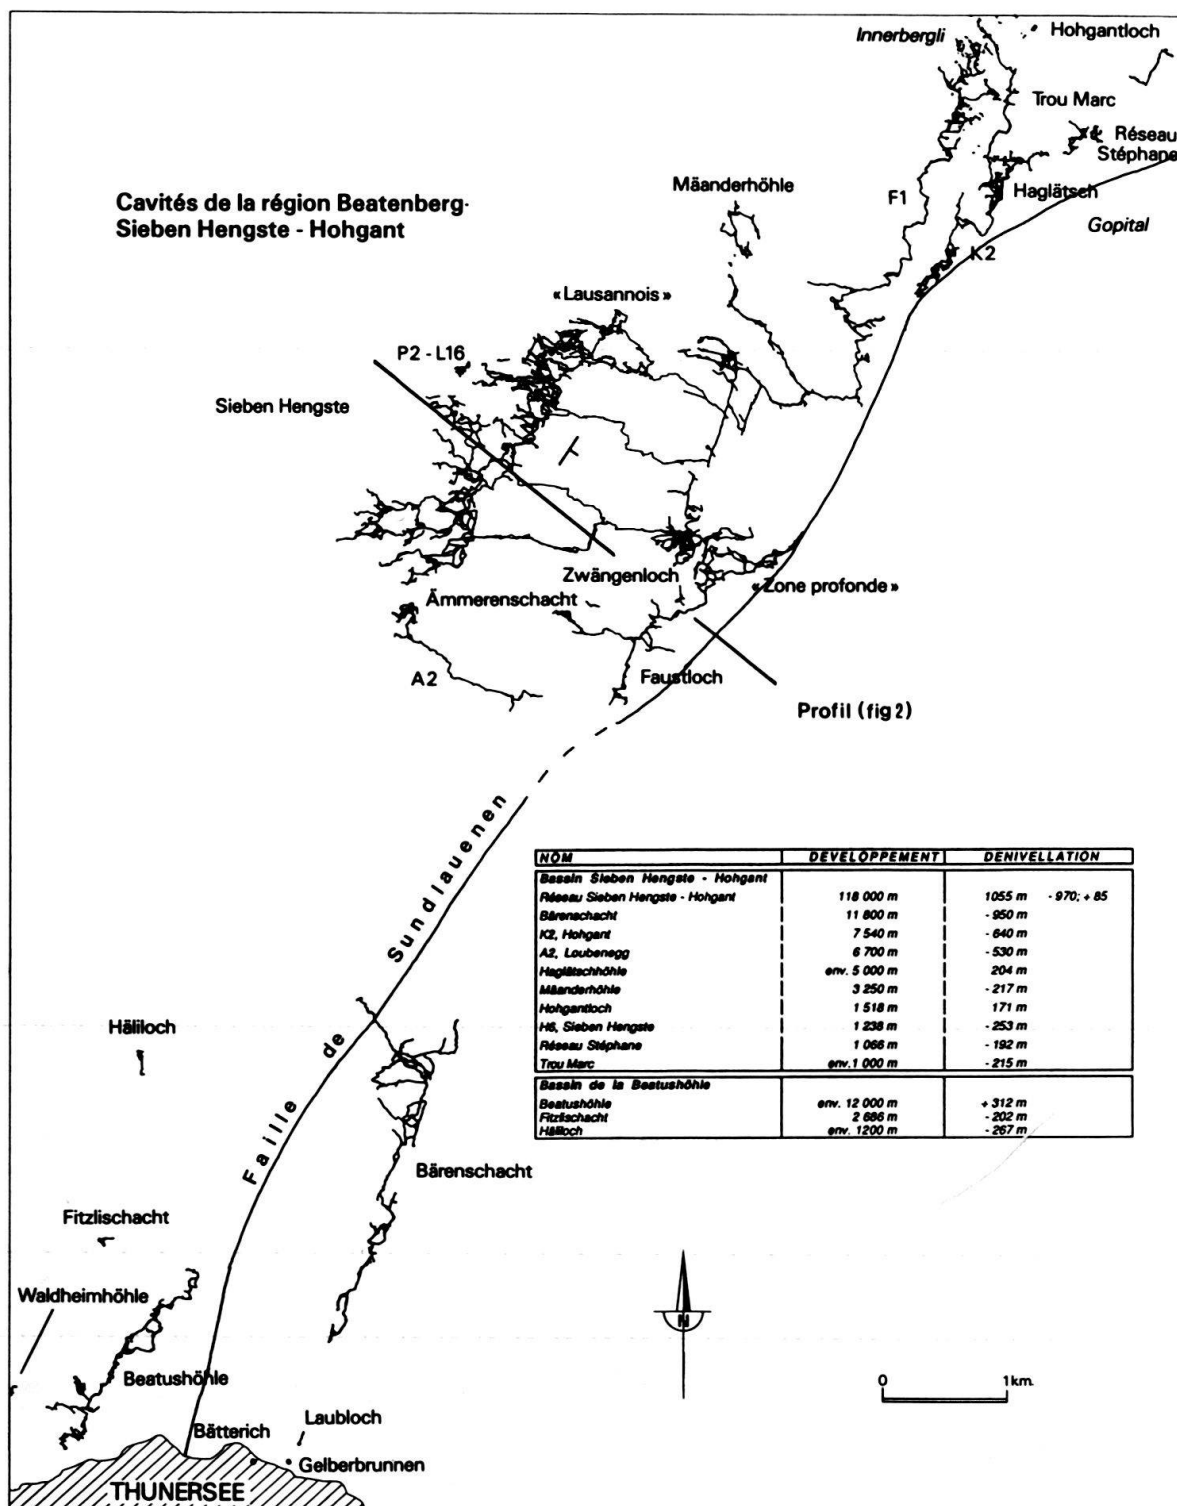 Innerbergli
Hohgantloch
Trou Marc
Réseau
Stéphane
Mäanderhöhle
F1
Haglätsch
Cavités de la région Beatenberg-
Sieben Hengste - Hohgant
Gopital
K2
« Lausannois »
P2 - L16
Sieben Hengste
Zwängenloch
« Zone profonde »
Ämmerenschacht
A2
Faustloch
Profil (fig 2)
Faille de Sundlauenen
NOM DEVELOPPEMENT DENIVELLATION
Bassin Sieben Hengste - Hohgant
Réseau Sieben Hengste - Hohgant 118 000 m 1055 m - 970; + 85
Bärenschacht 11 800 m - 950 m
K2, Hohgant 7 540 m - 640 m
A2, Loubenegg 6 700 m - 530 m
Haglätschhöhle env. 5 000 m 204 m
Mäanderhöhle 3 250 m - 217 m
Hohgantloch 1 518 m 171 m
H6, Sieben Hengste 1 238 m - 253 m
Réseau Stéphane 1 066 m - 192 m
Trou Marc env. 1 000 m - 215 m
Bassin de la Beatushöhle
Beatushöhle env. 12 000 m + 312 m
Fitzlischacht 2 686 m - 202 m
Häliloch env. 1200 m - 267 m
Häliloch
Bärenschacht
Fitzlischacht
Waldheimhöhle
N
Beatushöhle
0 1km.
Laubloch
Bätterich
Gelberbrunnen
THUNERSEE